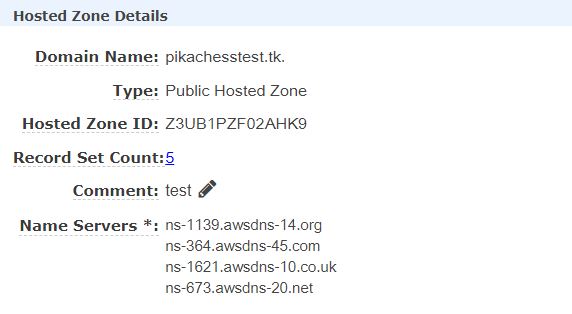 Hosted Zone Details
Domain Name: pikachesstest.tk.
Type: Public Hosted Zone
Hosted Zone ID: Z3UB1PZF02AHK9
Record Set Count: 5
Comment: test
Name Servers *: ns-1139.awsdns-14.org
ns-364.awsdns-45.com
ns-1621.awsdns-10.co.uk
ns-673.awsdns-20.net